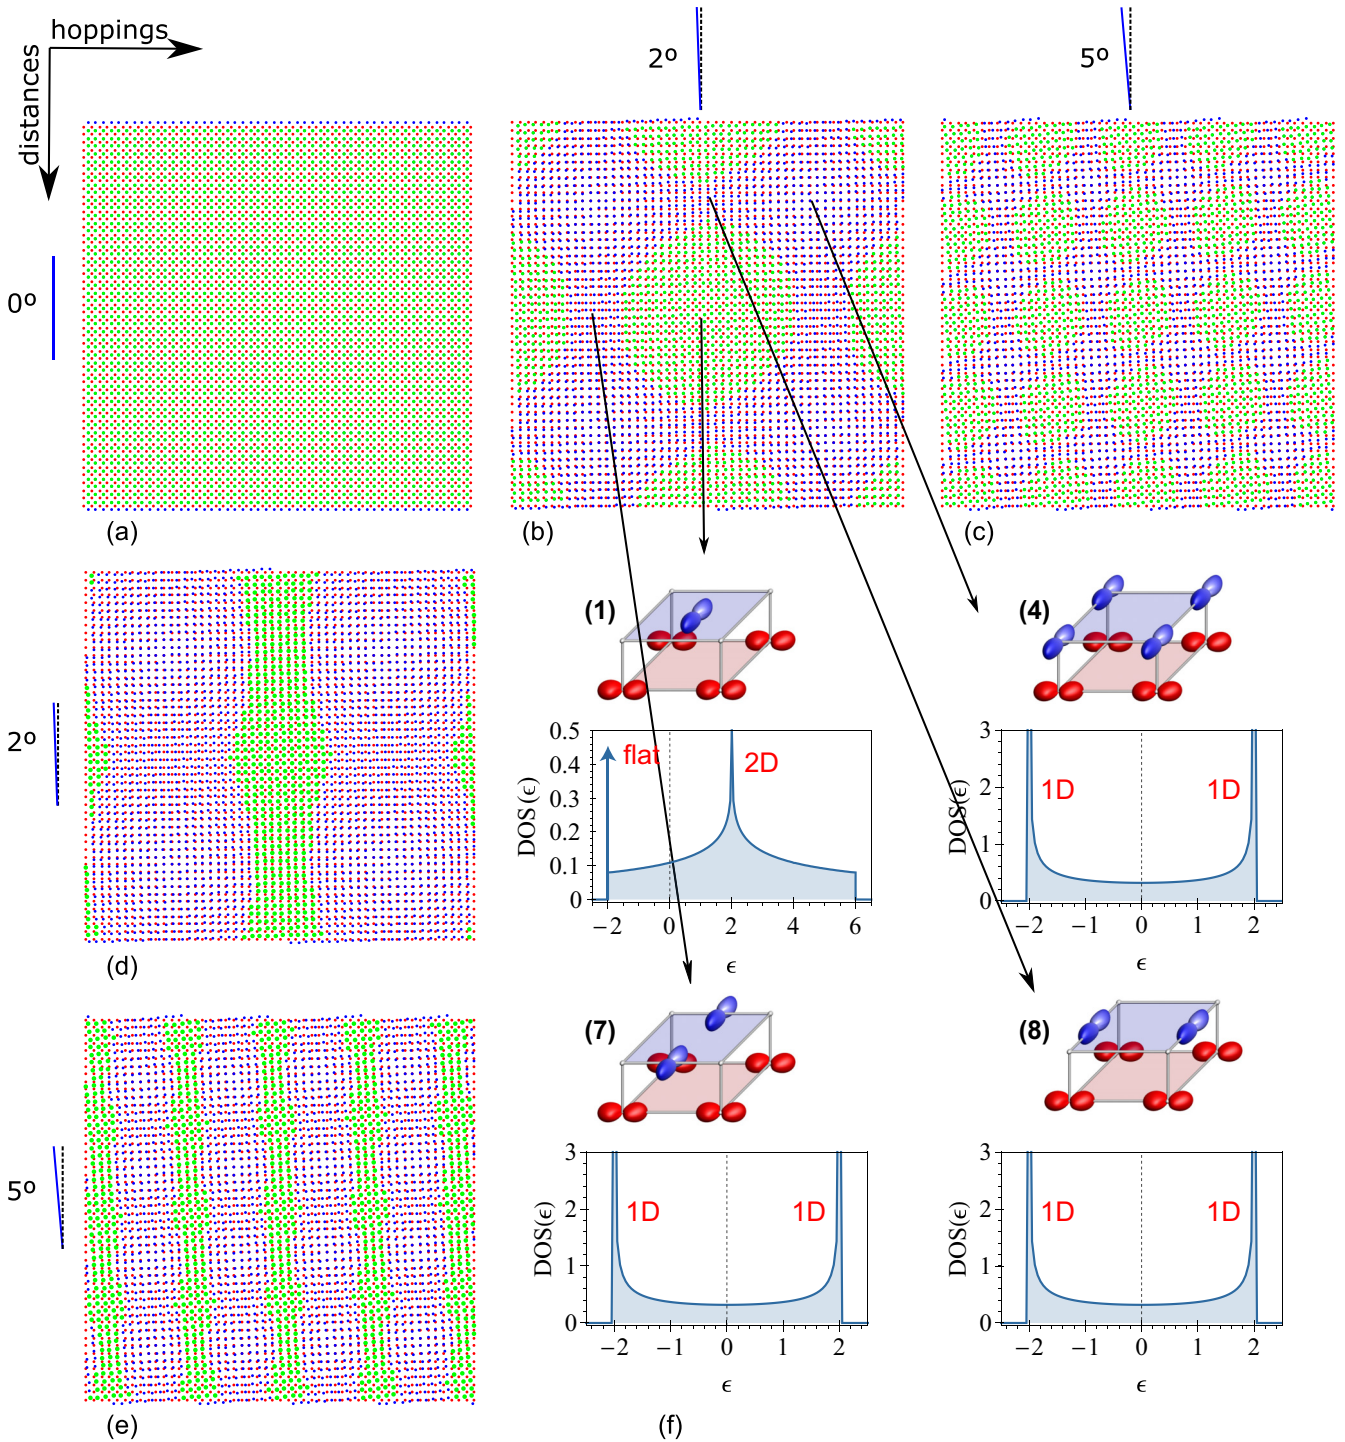 hoppings
distances
2º
5º
0º
(a)
(b)
(c)
2º
(d)
5º
(e)
(1)
flat
2D
DOS(ϵ)
0.5
0.4
0.3
0.2
0.1
0
−2 0 2 4 6
ϵ
(4)
1D 1D
DOS(ϵ)
3
2
1
0
−2 −1 0 1 2
ϵ
(7)
1D 1D
DOS(ϵ)
3
2
1
0
−2 −1 0 1 2
ϵ
(8)
1D 1D
DOS(ϵ)
3
2
1
0
−2 −1 0 1 2
ϵ
(f)